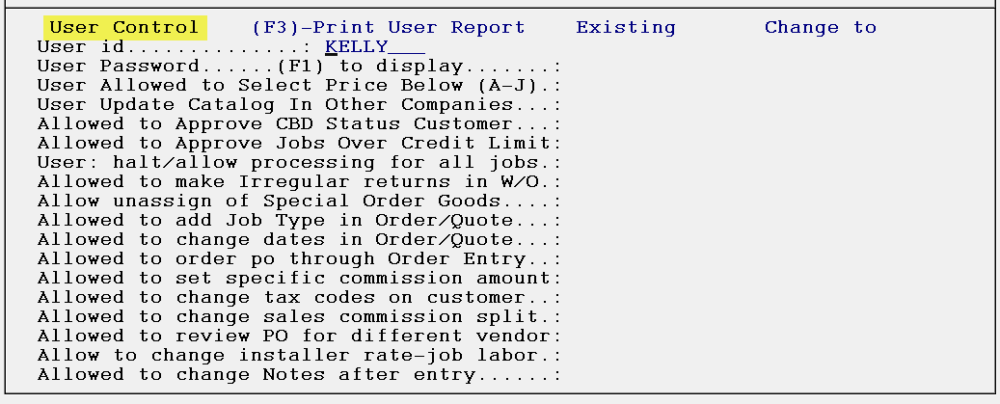 User Control (F3)-Print User Report Existing Change to
User id..............: KELLY___
User Password......(F1) to display.......:
User Allowed to Select Price Below (A-J).:
User Update Catalog In Other Companies...:
Allowed to Approve CBD Status Customer...:
Allowed to Approve Jobs Over Credit Limit:
User: halt/allow processing for all jobs.:
Allowed to make Irregular returns in W/O.:
Allow unassign of Special Order Goods....:
Allowed to add Job Type in Order/Quote...:
Allowed to change dates in Order/Quote...:
Allowed to order po through Order Entry..:
Allowed to set specific commission amount:
Allowed to change tax codes on customer..:
Allowed to change sales commission split.:
Allowed to review PO for different vendor:
Allow to change installer rate-job labor.:
Allowed to change Notes after entry......: